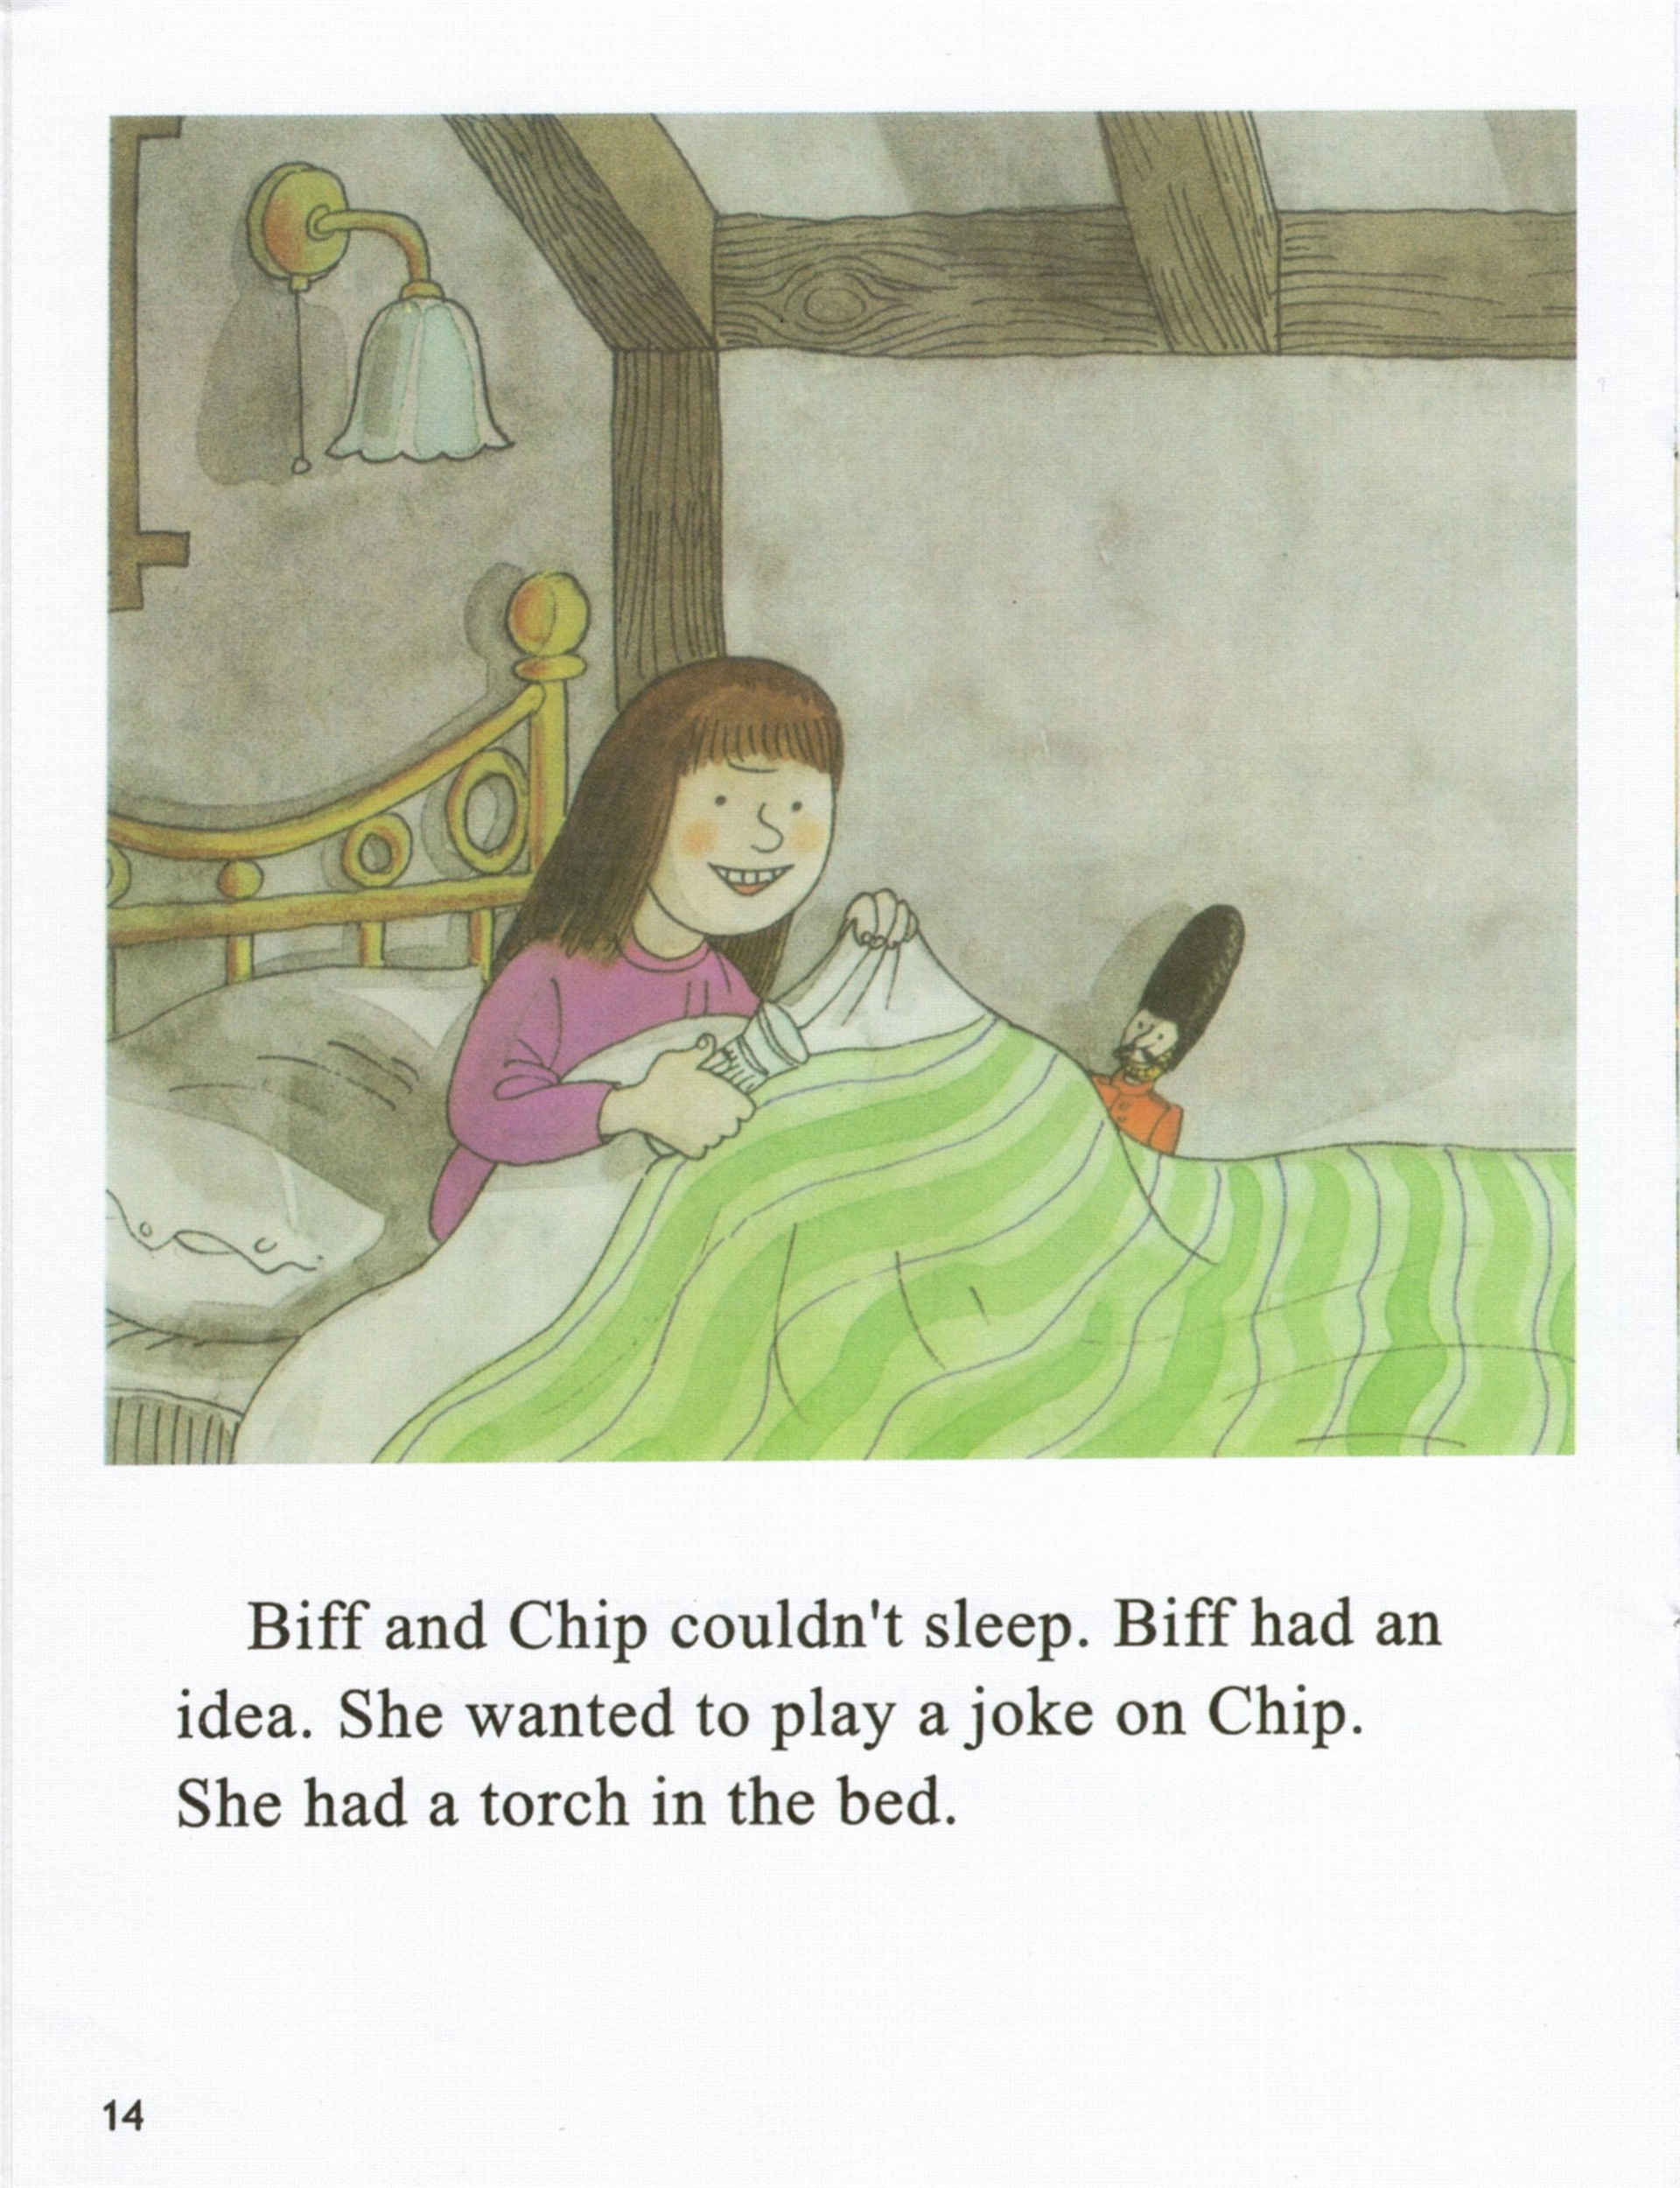 Biff and Chip couldn't sleep. Biff had an
idea. She wanted to play a joke on Chip.
She had a torch in the bed.
14